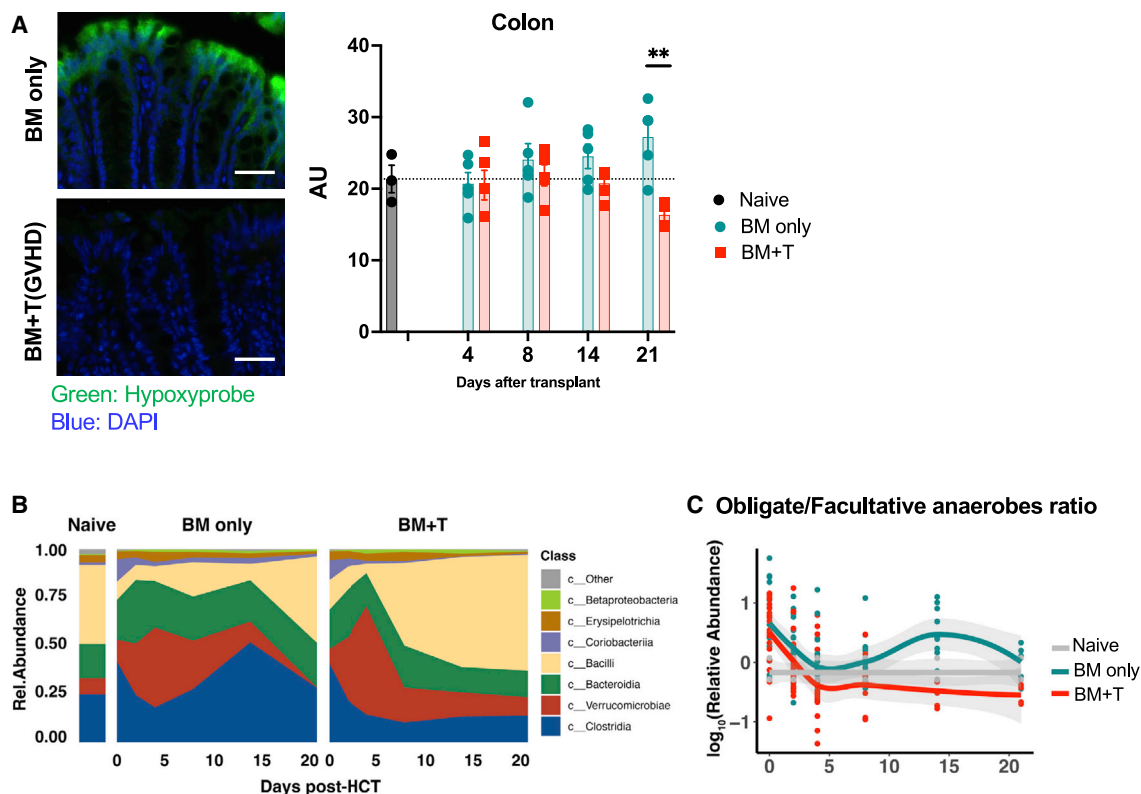 A
BM only
BM+T(GVHD)
Green: Hypoxyprobe
Blue: DAPI
Colon
AU
40
30
20
10
0
**
4 8 14 21
Days after transplant
Naive
BM only
BM+T
B
Naive BM only BM+T
Rel.Abundance
1.00
0.75
0.50
0.25
0.00
0 5 10 15 20 0 5 10 15 20
Days post-HCT
Class
c__Other
c__Betaproteobacteria
c__Erysipelotrichia
c__Coriobacteriia
c__Bacilli
c__Bacteroidia
c__Verrucomicrobiae
c__Clostridia
C Obligate/Facultative anaerobes ratio
log10(Relative Abundance)
1
0
−1
0 5 10 15 20
Naive
BM only
BM+T